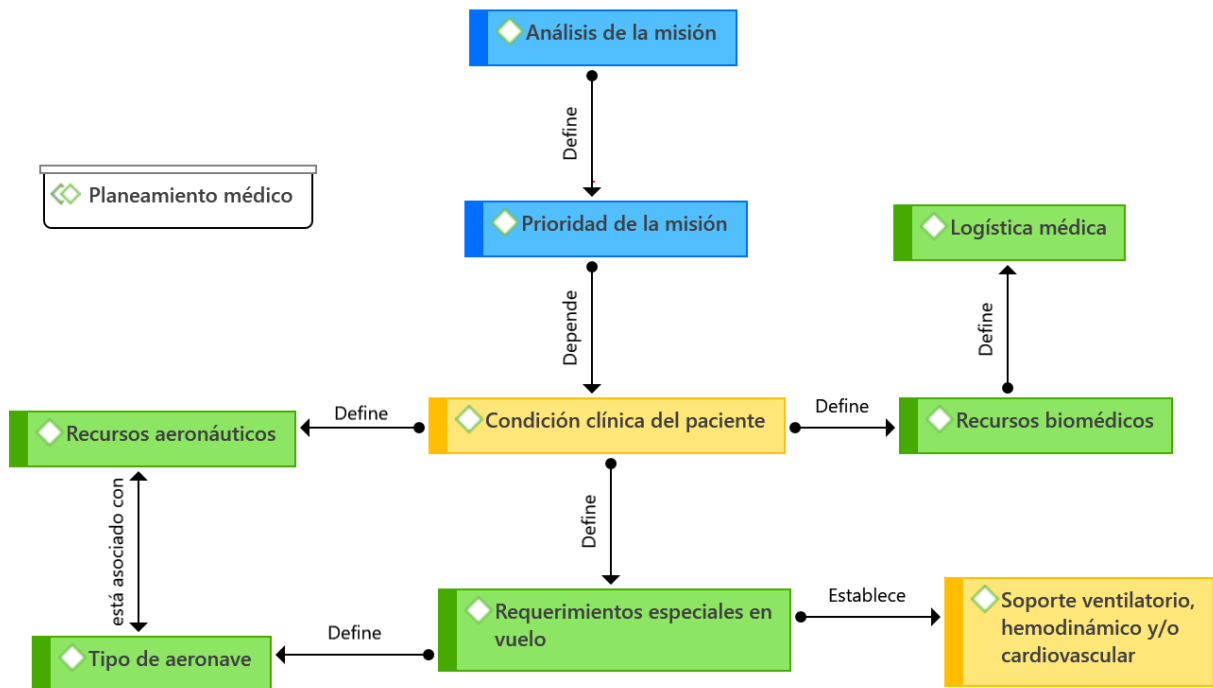 Análisis de la misión
Define
Planeamiento médico
Prioridad de la misión
Logística médica
Depende
Define
Recursos aeronáuticos
Define
Condición clínica del paciente
Define
Recursos biomédicos
está asociado con
Define
Requerimientos especiales en
vuelo
Establece
Soporte ventilatorio,
hemodinámico y/o
cardiovascular
Define
Tipo de aeronave